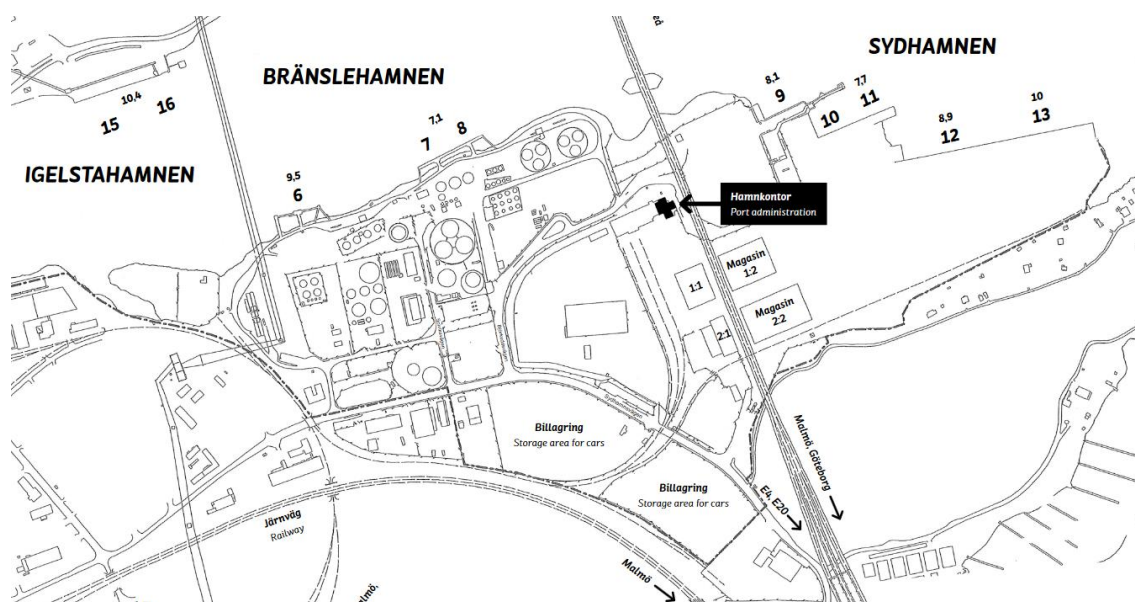 SYDHAMNEN
BRÄNSLEHAMNEN
8,1
9
7,7
11
10
10,4
16
15
10
13
8,9
12
7,1
8
7
IGELSTAHAMNEN
9,5
6
Hamnkontor
Port administration
Magasin
1:2
1:1
Magasin
2:2
2:1
Sydhamnsvägen
Billagring
Storage area for cars
Malmö, Göteborg
Billagring
Storage area for cars
E4, E20
Järnväg
Railway
Malmö